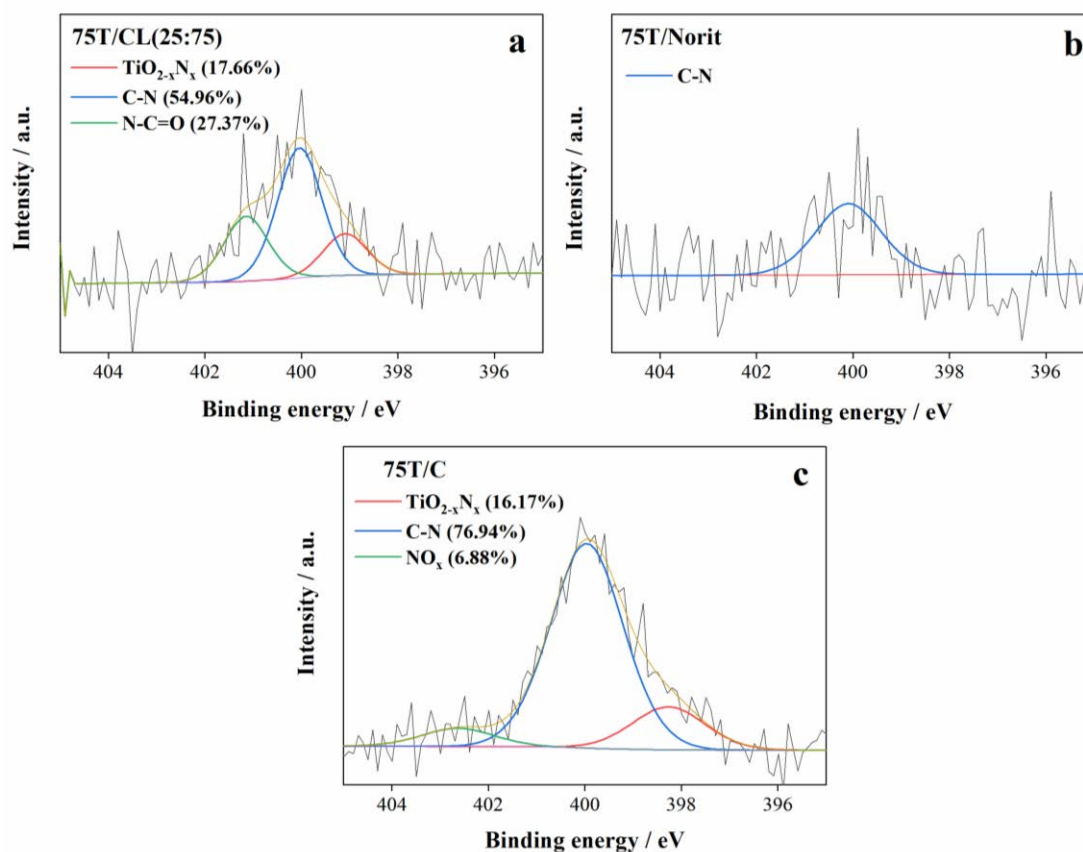 75T/CL(25:75)
a
TiO₂₋ₓNₓ (17.66%)
C-N (54.96%)
N-C=O (27.37%)
Intensity / a.u.
404 402 400 398 396
Binding energy / eV
75T/Norit
b
C-N
Intensity / a.u.
404 402 400 398 396
Binding energy / eV
75T/C
c
TiO₂₋ₓNₓ (16.17%)
C-N (76.94%)
NOₓ (6.88%)
Intensity / a.u.
404 402 400 398 396
Binding energy / eV